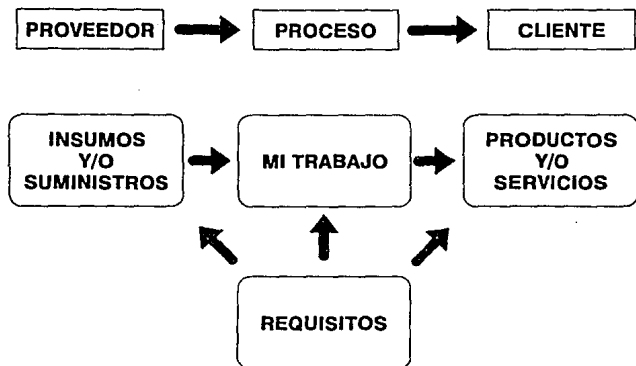 PROVEEDOR PROCESO CLIENTE
INSUMOS
Y/O
SUMINISTROS
MI TRABAJO
PRODUCTOS
Y/O
SERVICIOS
REQUISITOS